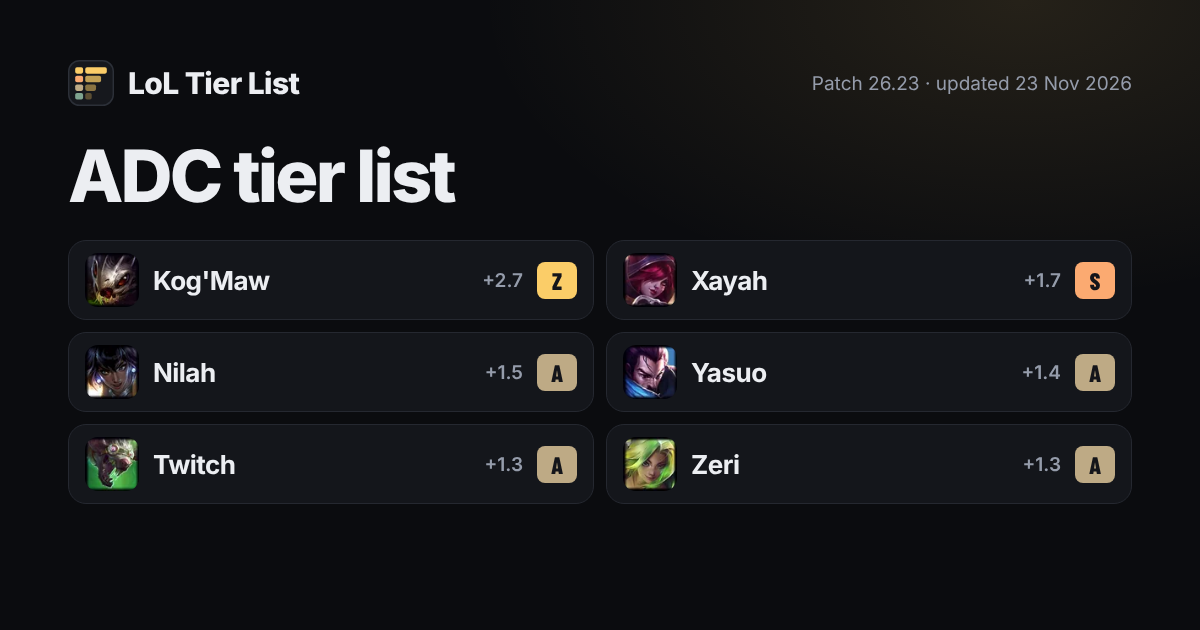 LoL Tier List
Patch 26.23 · updated 23 Nov 2026
ADC tier list
Kog'Maw +2.7 Z
Xayah +1.7 S
Nilah +1.5 A
Yasuo +1.4 A
Twitch +1.3 A
Zeri +1.3 A